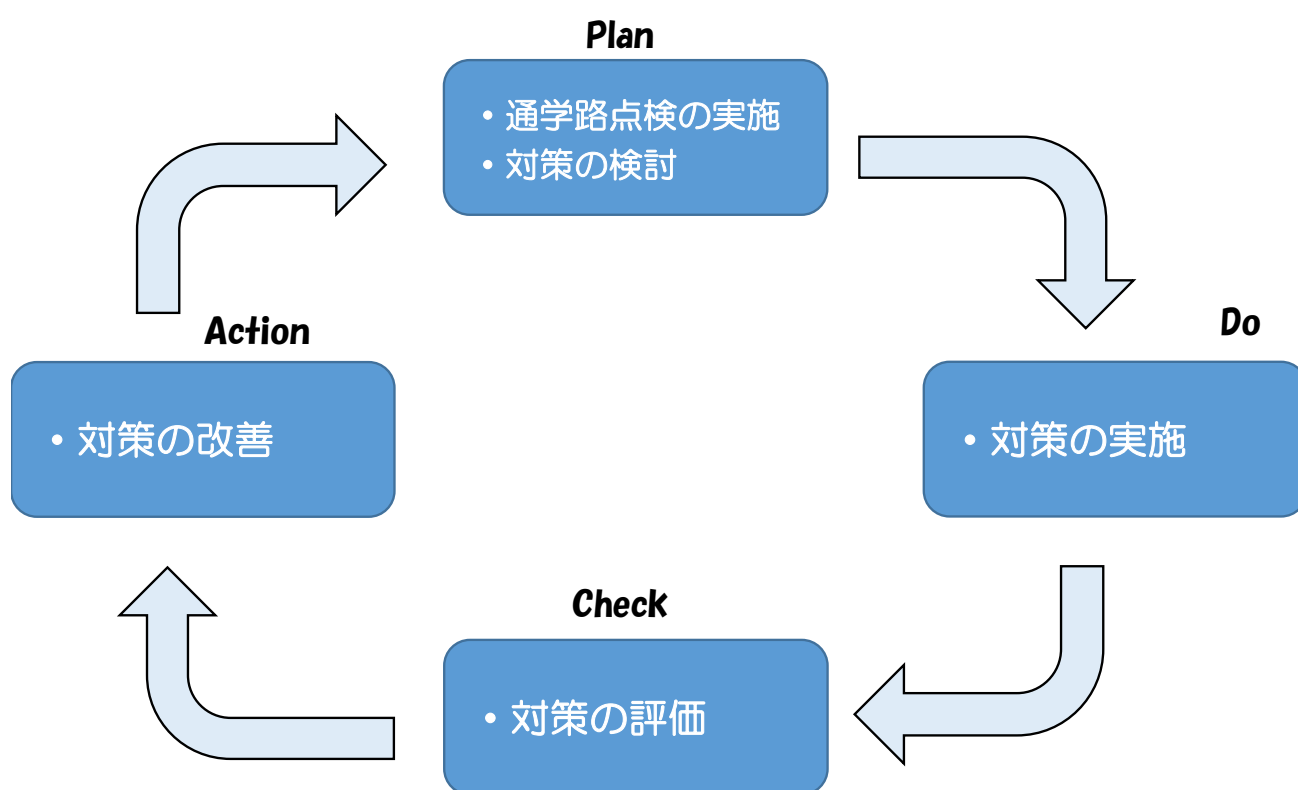 Plan
・通学路点検の実施
・対策の検討
Do
・対策の実施
Check
・対策の評価
Action
・対策の改善